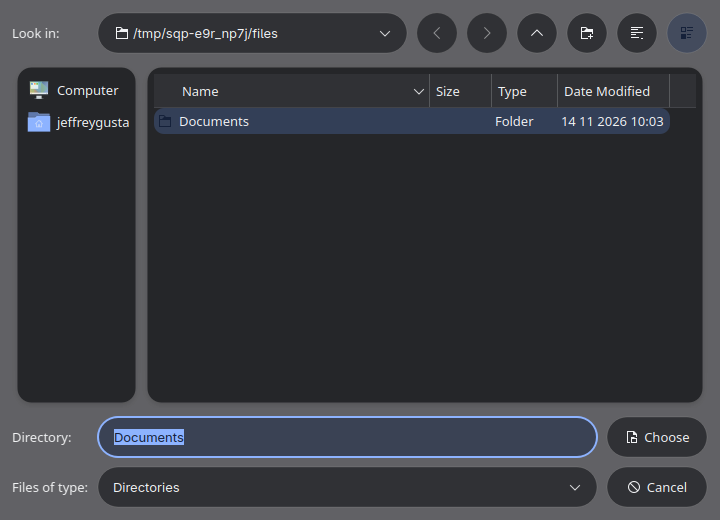 Look in:
/tmp/sqp-e9r_np7j/files
Computer
jeffreygusta
Name
Size
Type
Date Modified
Documents
Folder
14 11 2026 10:03
Directory:
Documents
Choose
Files of type:
Directories
Cancel